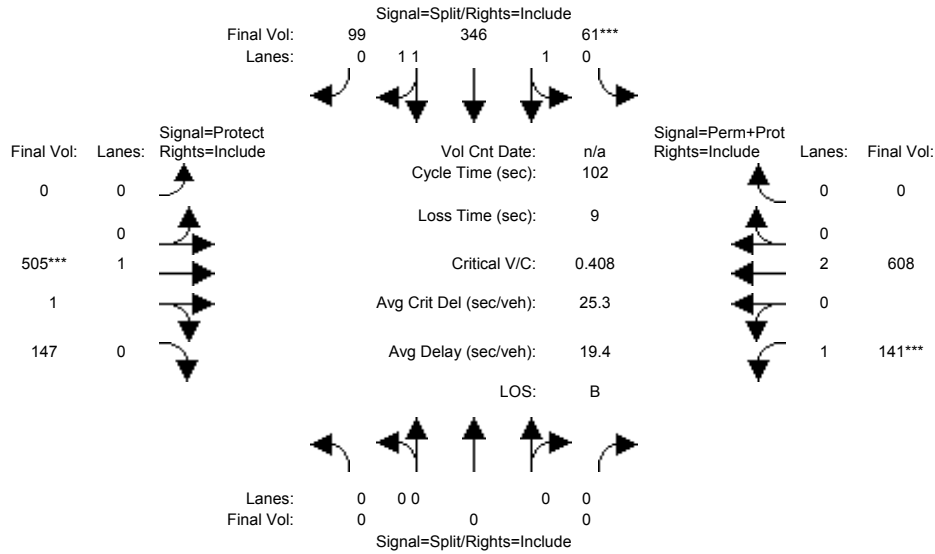 Signal=Split/Rights=Include
Final Vol: 99 346 61***
Lanes: 0 1 1 1 0
Signal=Protect Signal=Perm+Prot
Final Vol: Lanes: Rights=Include Vol Cnt Date: n/a Rights=Include Lanes: Final Vol:
Cycle Time (sec): 102
0 0 0 0
Loss Time (sec): 9
0 0
505*** 1 Critical V/C: 0.408 2 608
1 Avg Crit Del (sec/veh): 25.3 0
147 0 Avg Delay (sec/veh): 19.4 1 141***
LOS: B
Lanes: 0 0 0 0 0
Final Vol: 0 0 0
Signal=Split/Rights=Include